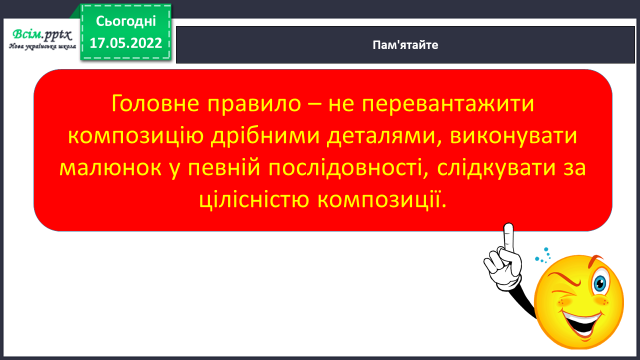 Всім.pptx
Нова українська школа
Сьогодні
17.05.2022
Пам'ятайте
Головне правило – не перевантажити
композицію дрібними деталями, виконувати
малюнок у певній послідовності, слідкувати за
цілісністю композиції.